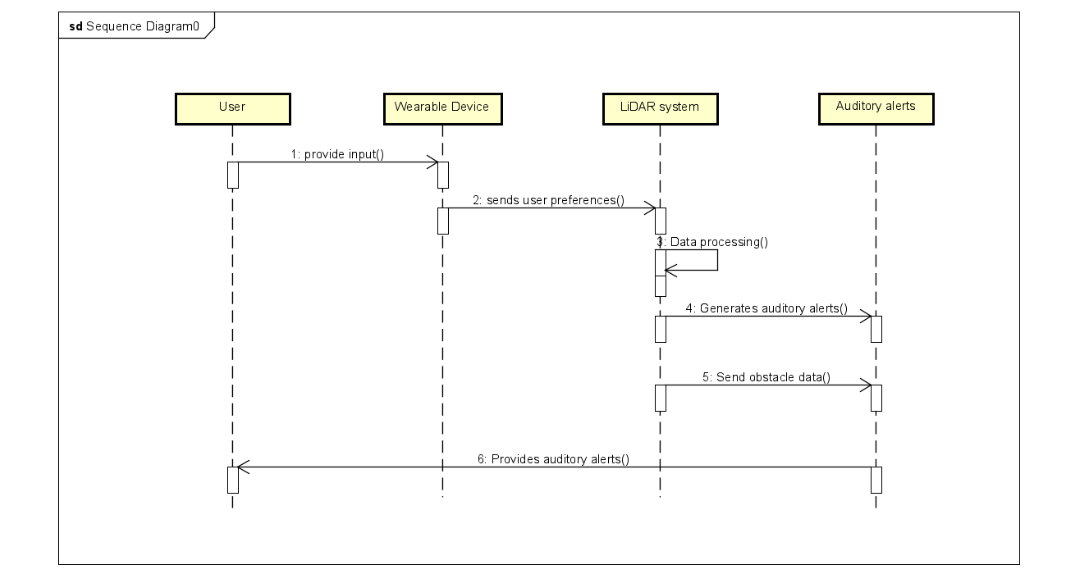 sd Sequence Diagram0
User
Wearable Device
LiDAR system
Auditory alerts
1: provide input()
2: sends user preferences()
3: Data processing()
4: Generates auditory alerts()
5: Send obstacle data()
6: Provides auditory alerts()